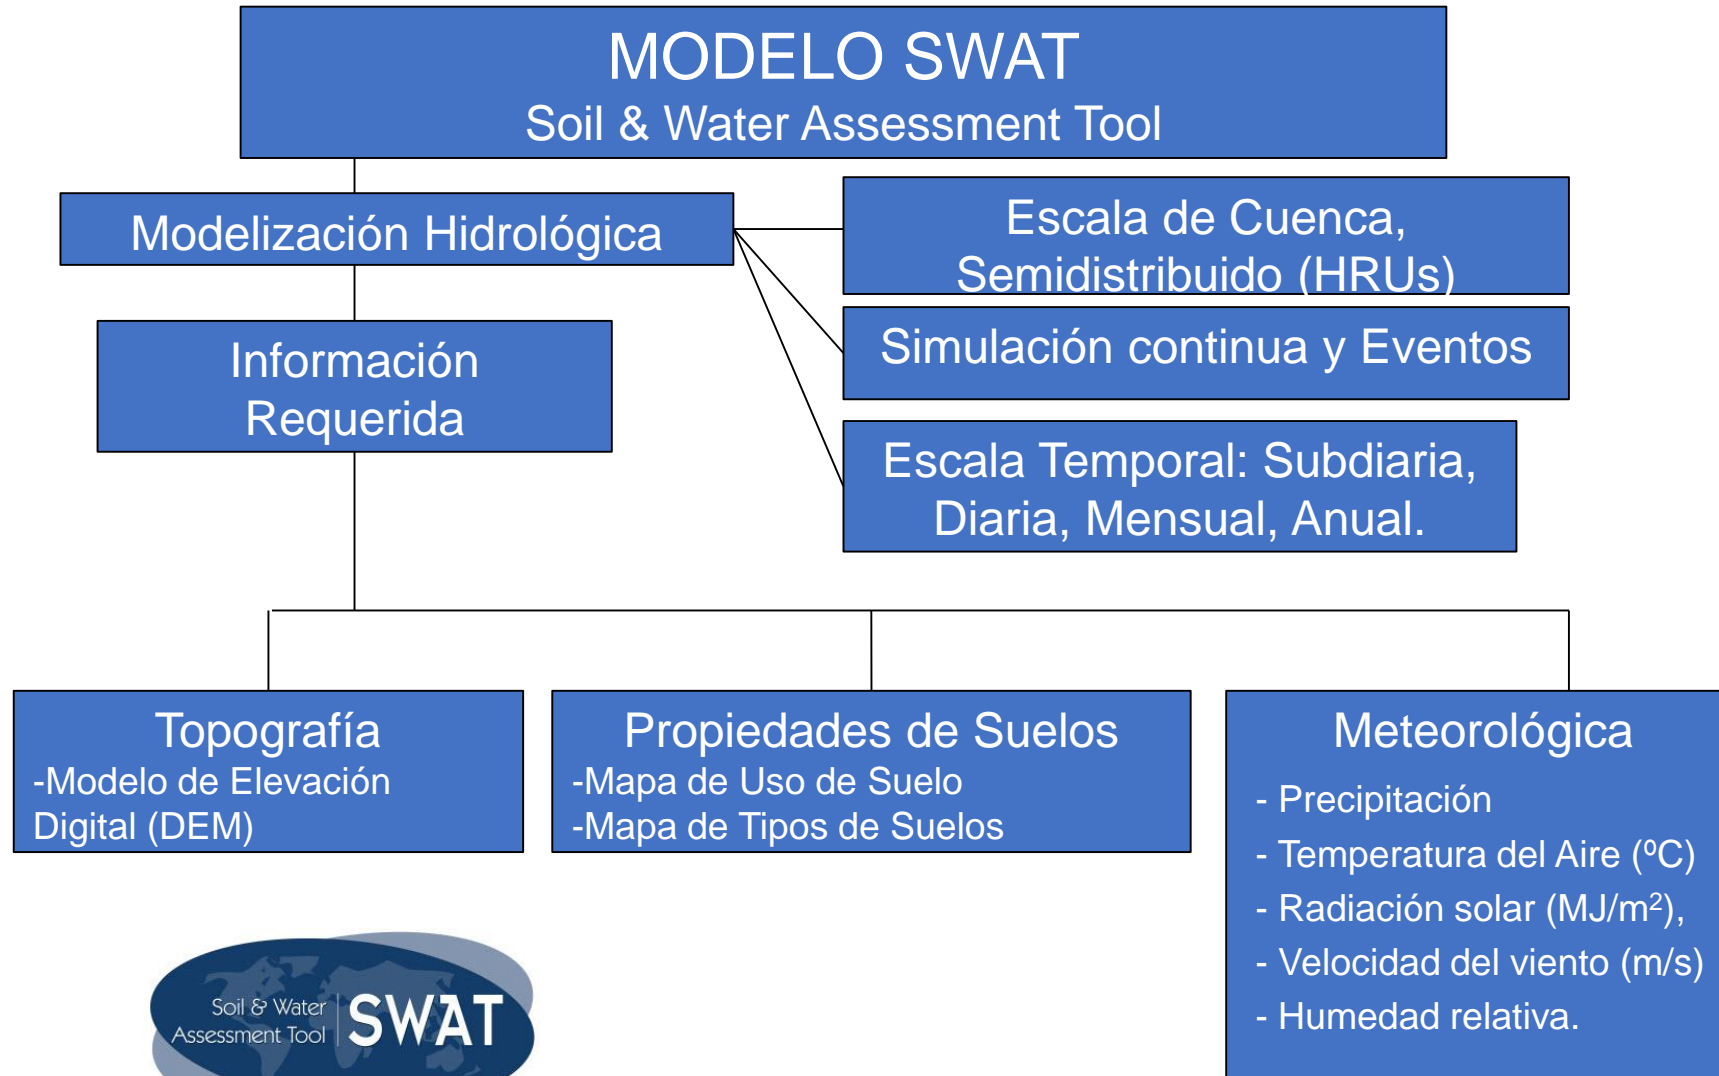 MODELO SWAT
Soil & Water Assessment Tool
Modelización Hidrológica
Escala de Cuenca,
Semidistribuido (HRUs)
Simulación continua y Eventos
Información
Requerida
Escala Temporal: Subdiaria,
Diaria, Mensual, Anual.
Topografía
-Modelo de Elevación
Digital (DEM)
Propiedades de Suelos
-Mapa de Uso de Suelo
-Mapa de Tipos de Suelos
Meteorológica
- Precipitación
- Temperatura del Aire (ºC)
- Radiación solar (MJ/m²),
- Velocidad del viento (m/s)
- Humedad relativa.
Soil & Water
Assessment Tool
SWAT